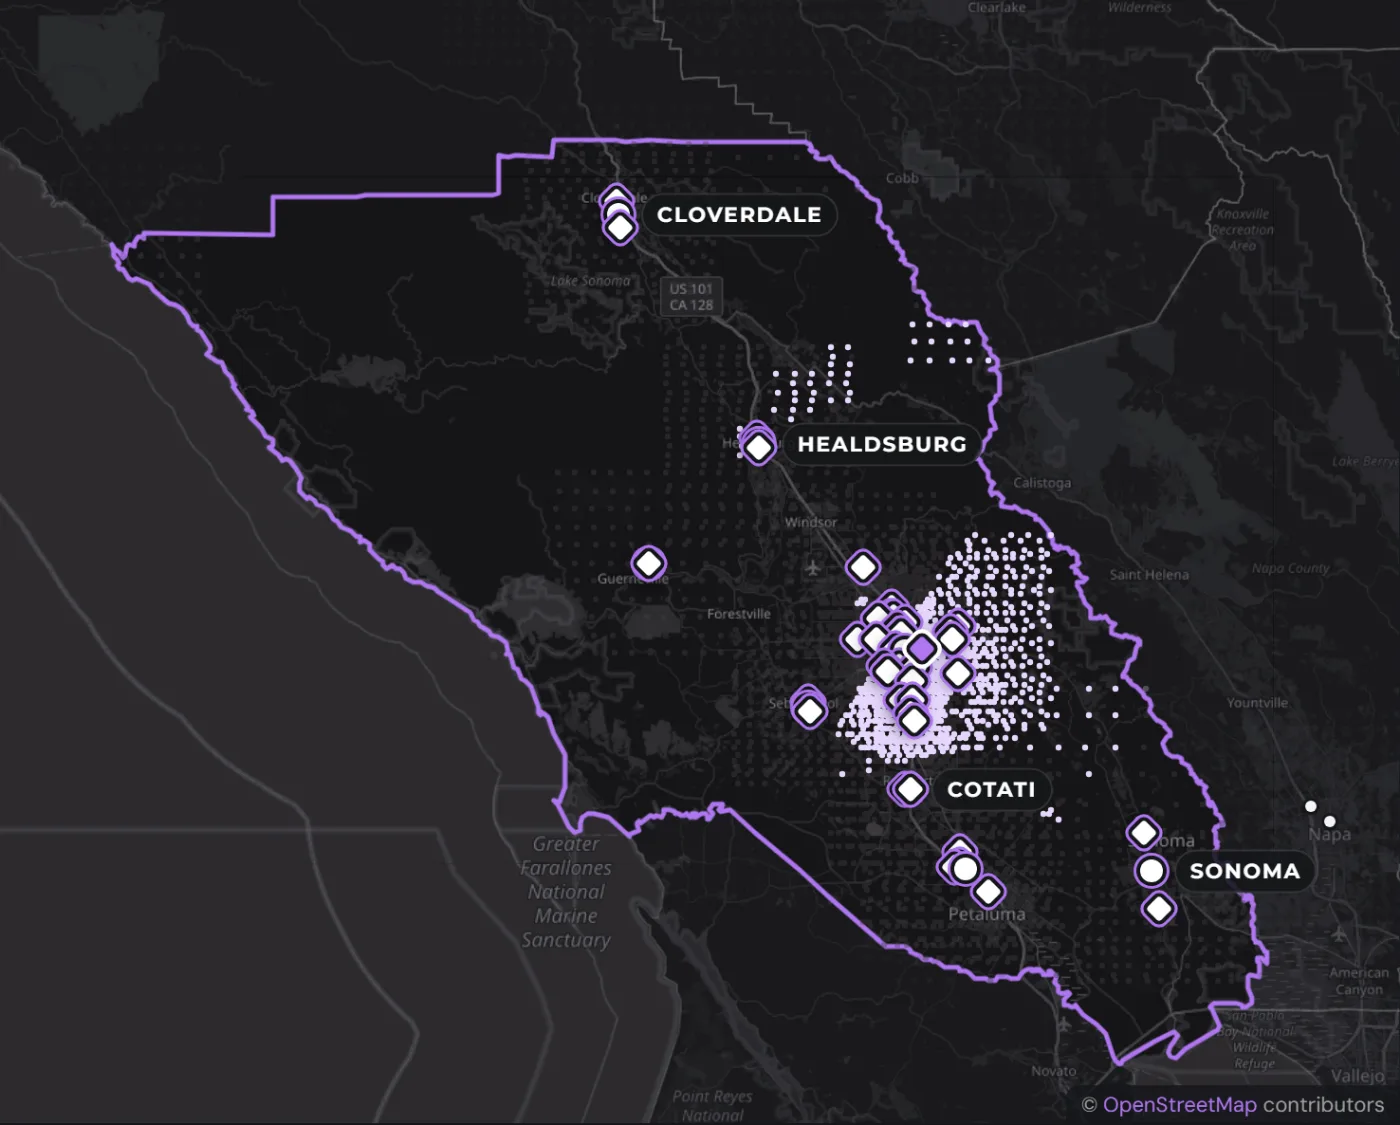 Clearlake
Wilderness
Cobb
Knoxville
Recreation
Area
CLOVERDALE
Lake Sonoma
US 101
CA 128
HEALDSBURG
Lake Berrye
Calistoga
Windsor
Saint Helena
Napa County
Forestville
Yountville
COTATI
Napa
SONOMA
Greater
Farallones
National
Marine
Sanctuary
Petaluma
American
Canyon
San Pablo
Bay National
Wildlife
Refuge
Novato
Vallejo
Point Reyes
National
© OpenStreetMap contributors